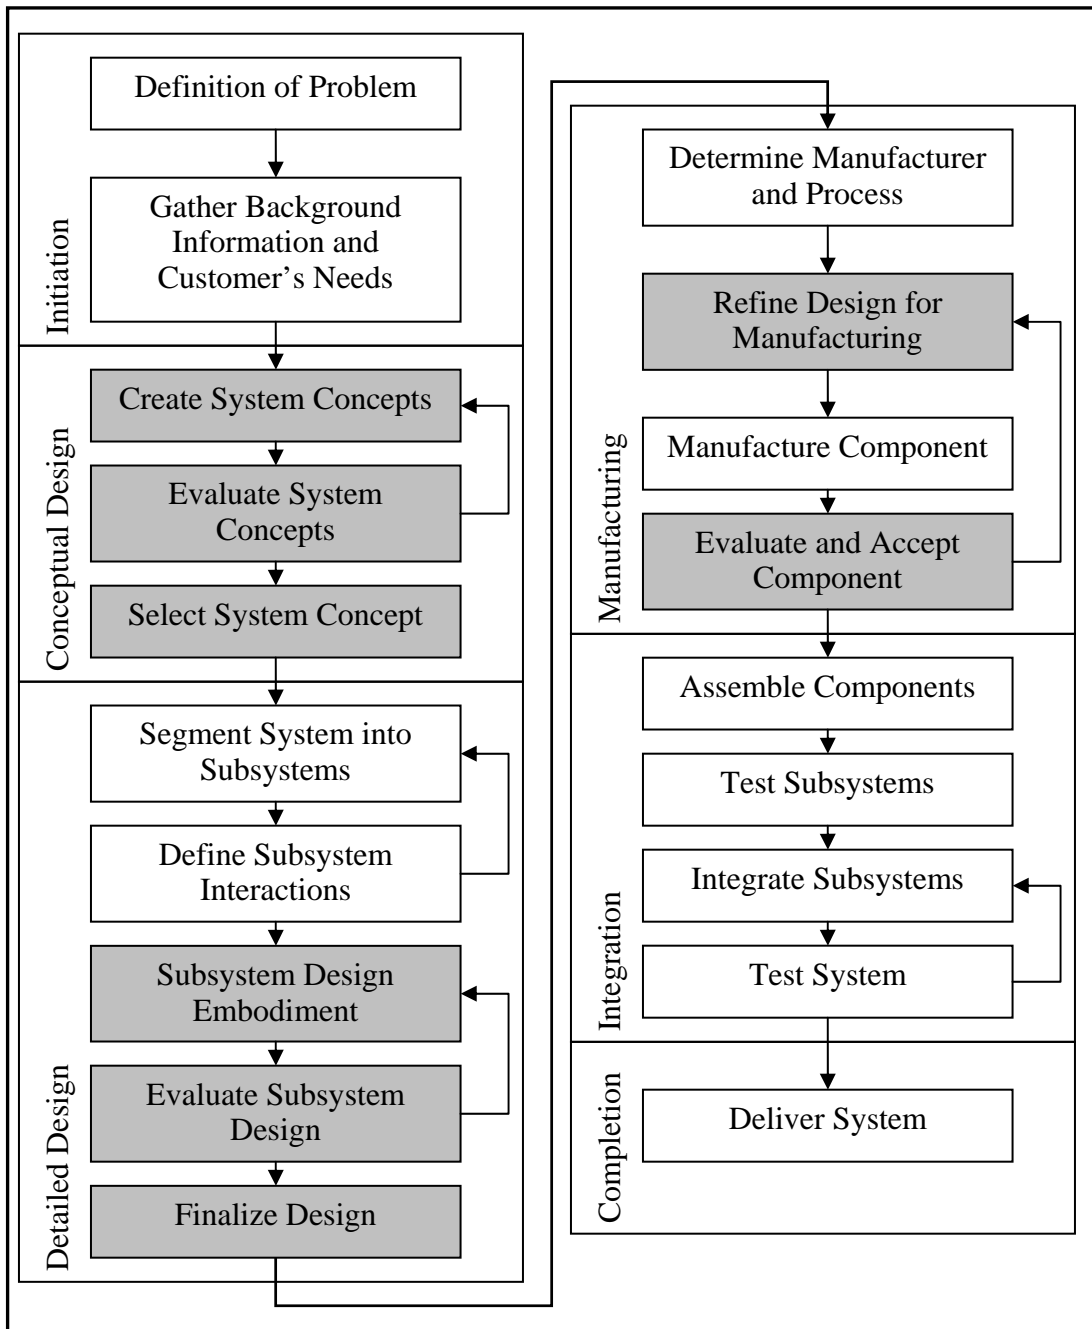 Initiation
Definition of Problem
Gather Background
Information and
Customer’s Needs
Conceptual Design
Create System Concepts
Evaluate System
Concepts
Select System Concept
Detailed Design
Segment System into
Subsystems
Define Subsystem
Interactions
Subsystem Design
Embodiment
Evaluate Subsystem
Design
Finalize Design
Manufacturing
Determine Manufacturer
and Process
Refine Design for
Manufacturing
Manufacture Component
Evaluate and Accept
Component
Integration
Assemble Components
Test Subsystems
Integrate Subsystems
Test System
Completion
Deliver System